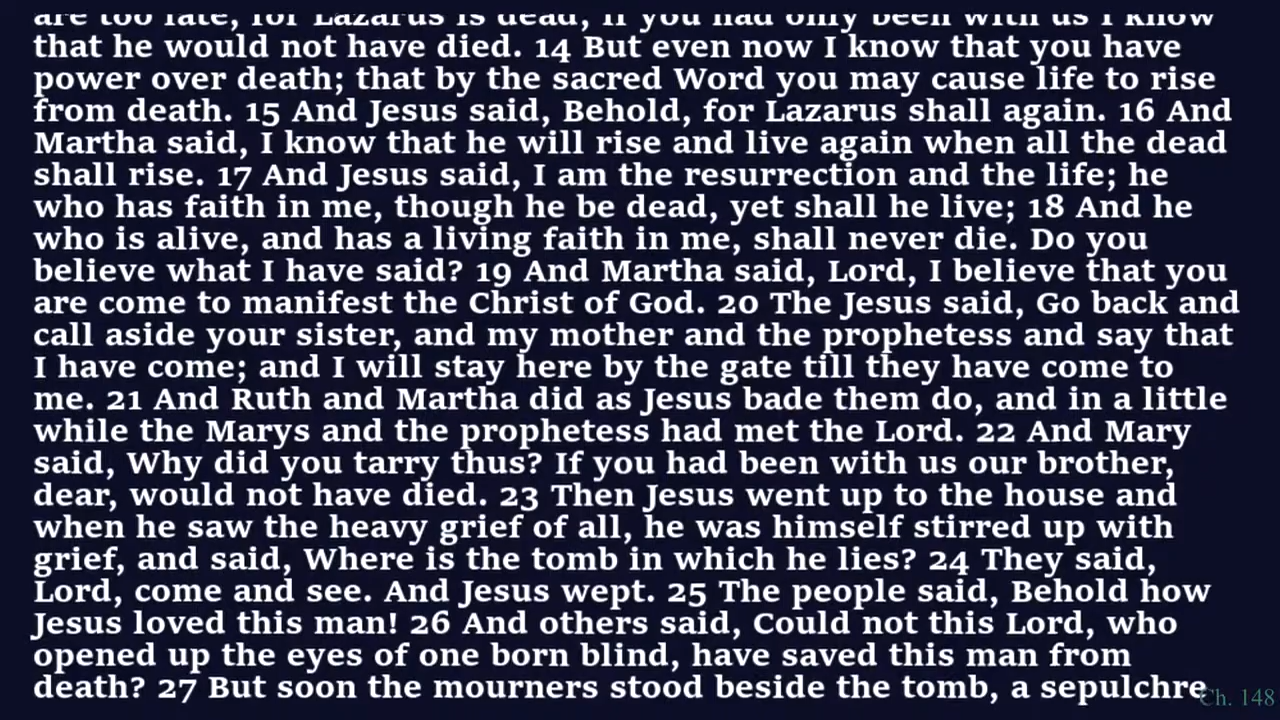 are too late, for Lazarus is dead; if you had only been with us I know
that he would not have died. 14 But even now I know that you have
power over death; that by the sacred Word you may cause life to rise
from death. 15 And Jesus said, Behold, for Lazarus shall again. 16 And
Martha said, I know that he will rise and live again when all the dead
shall rise. 17 And Jesus said, I am the resurrection and the life; he
who has faith in me, though he be dead, yet shall he live; 18 And he
who is alive, and has a living faith in me, shall never die. Do you
believe what I have said? 19 And Martha said, Lord, I believe that you
are come to manifest the Christ of God. 20 The Jesus said, Go back and
call aside your sister, and my mother and the prophetess and say that
I have come; and I will stay here by the gate till they have come to
me. 21 And Ruth and Martha did as Jesus bade them do, and in a little
while the Marys and the prophetess had met the Lord. 22 And Mary
said, Why did you tarry thus? If you had been with us our brother,
dear, would not have died. 23 Then Jesus went up to the house and
when he saw the heavy grief of all, he was himself stirred up with
grief, and said, Where is the tomb in which he lies? 24 They said,
Lord, come and see. And Jesus wept. 25 The people said, Behold how
Jesus loved this man! 26 And others said, Could not this Lord, who
opened up the eyes of one born blind, have saved this man from
death? 27 But soon the mourners stood beside the tomb, a sepulchre
Ch. 148